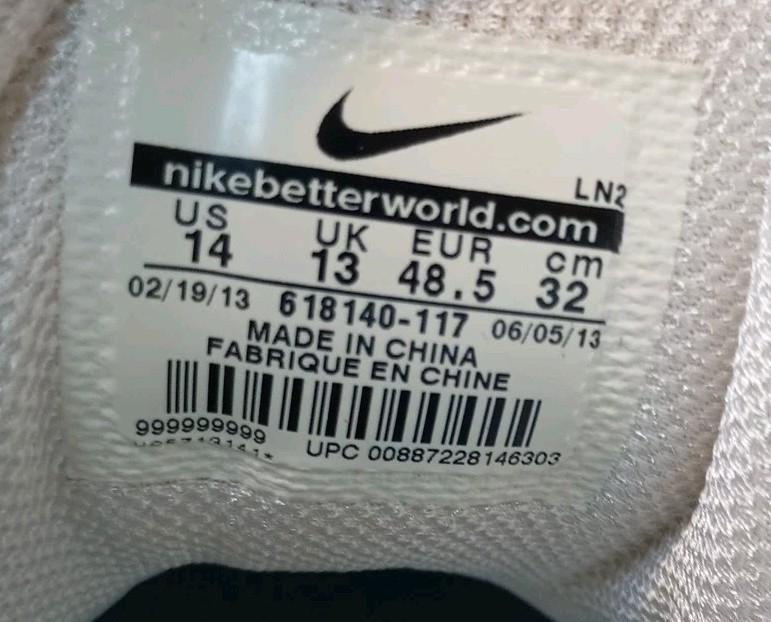 LN2
nikebetterworld.com
US UK EUR cm
14 13 48.5 32
02/19/13 618140-117 06/05/13
MADE IN CHINA
FABRIQUE EN CHINE
999999999
UPC 00887228146303